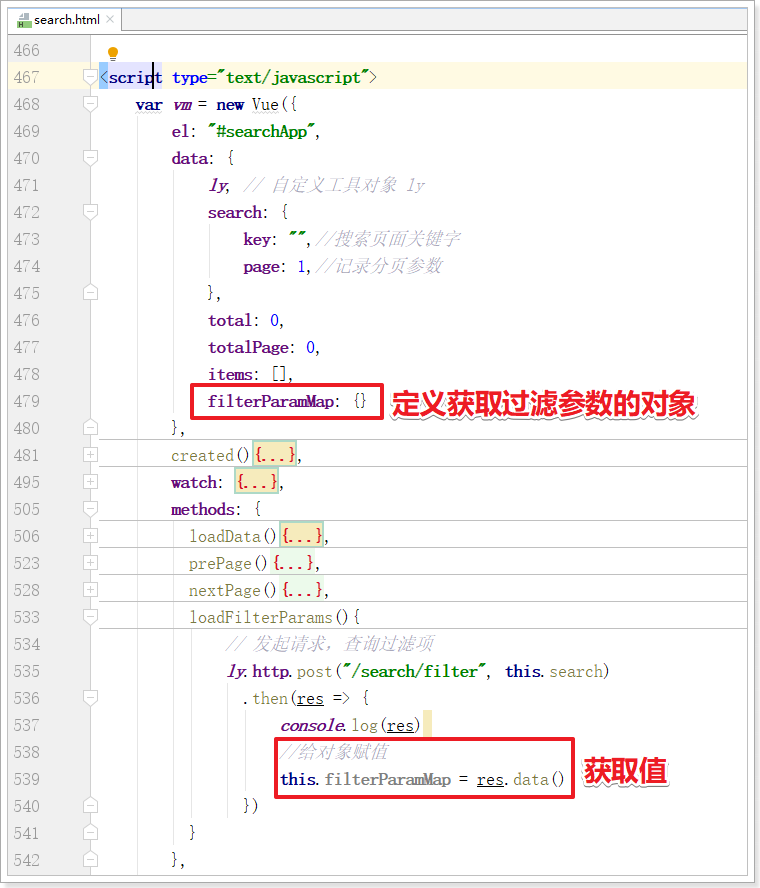 search.html
466
467 <script type="text/javascript">
468 var vm = new Vue({
469 el: "#searchApp",
470 data: {
471 ly, // 自定义工具对象 ly
472 search: {
473 key: "",//搜索页面关键字
474 page: 1,//记录分页参数
475 },
476 total: 0,
477 totalPage: 0,
478 items: [],
479 filterParamMap: {} 定义获取过滤参数的对象
480 },
481 created(){...},
495 watch: {...},
505 methods: {
506 loadData(){...},
523 prePage(){...},
528 nextPage(){...},
533 loadFilterParams(){
534 // 发起请求，查询过滤项
535 ly.http.post("/search/filter", this.search)
536 .then(res => {
537 console.log(res)
538 //给对象赋值
539 this.filterParamMap = res.data() 获取值
540 })
541 }
542 },